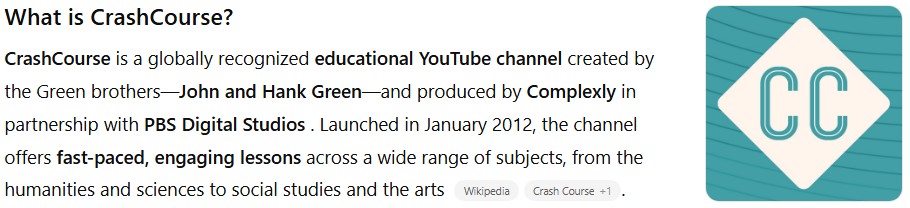 What is CrashCourse?
CrashCourse is a globally recognized educational YouTube channel created by
the Green brothers—John and Hank Green—and produced by Complexly in
partnership with PBS Digital Studios . Launched in January 2012, the channel
offers fast-paced, engaging lessons across a wide range of subjects, from the
humanities and sciences to social studies and the arts Wikipedia Crash Course +1 .
CC